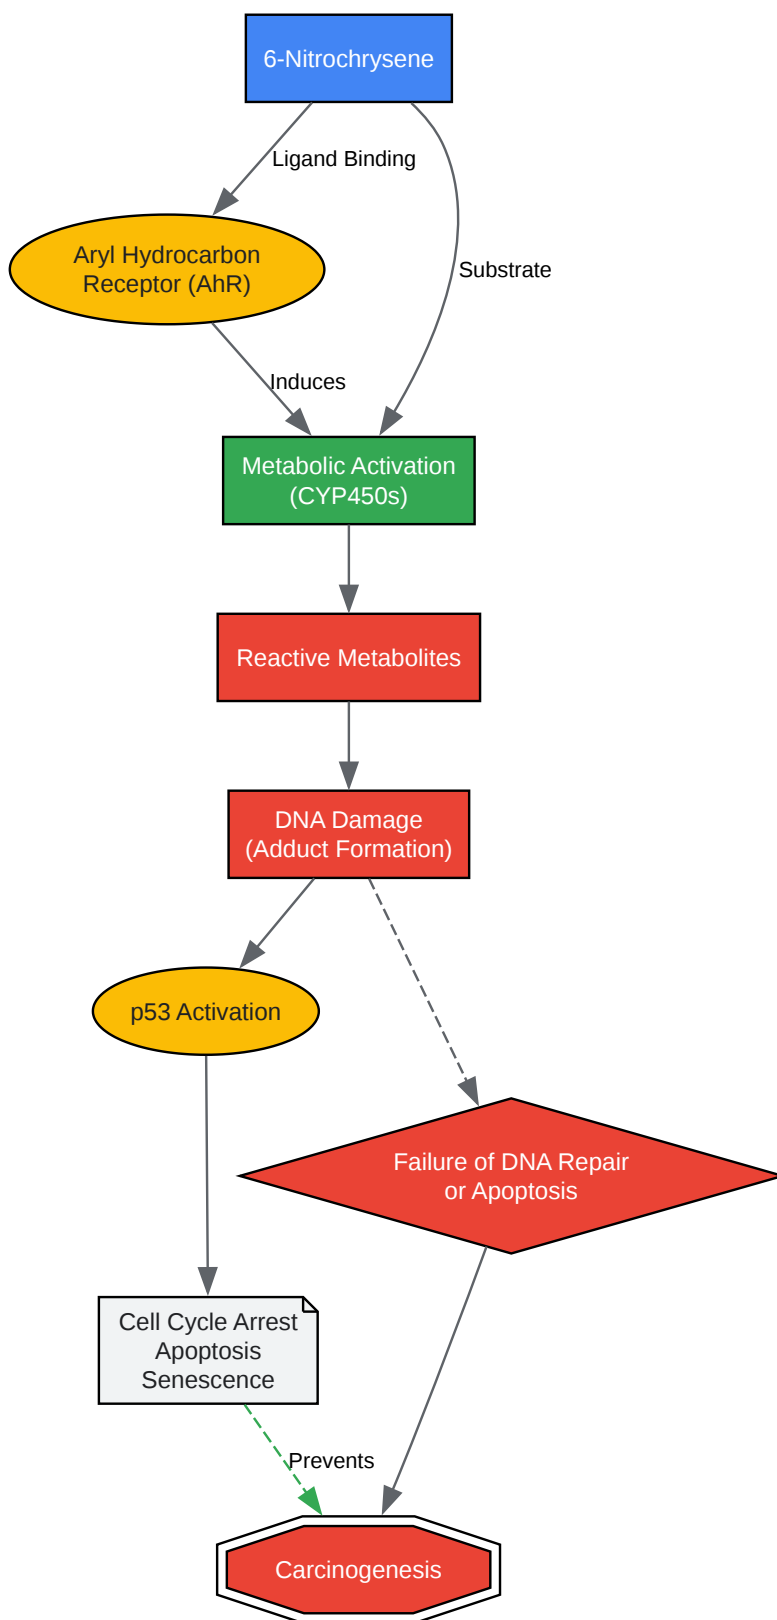 6-Nitrochrysene
Ligand Binding
Aryl Hydrocarbon
Receptor (AhR)
Substrate
Induces
Metabolic Activation
(CYP450s)
Reactive Metabolites
DNA Damage
(Adduct Formation)
p53 Activation
Failure of DNA Repair
or Apoptosis
Cell Cycle Arrest
Apoptosis
Senescence
Prevents
Carcinogenesis